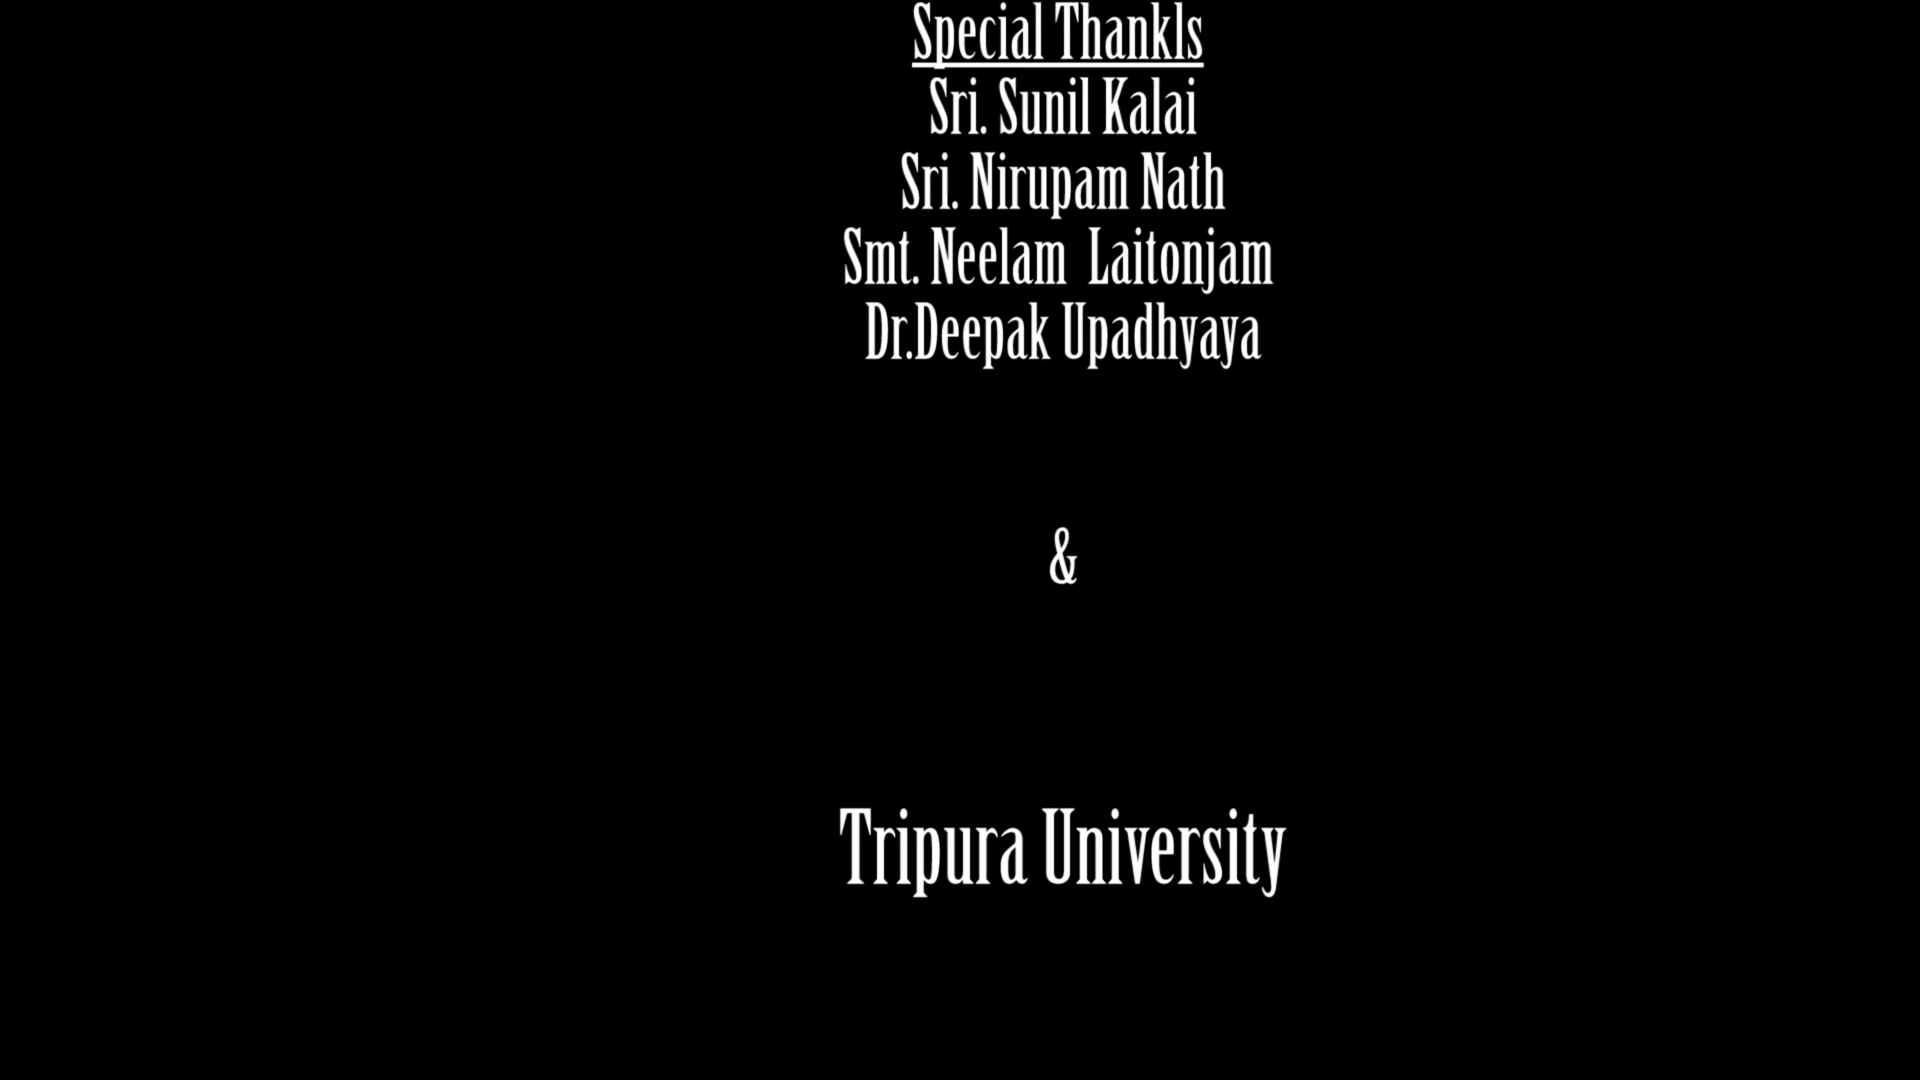 Special Thankls
Sri. Sunil Kalai
Sri. Nirupam Nath
Smt. Neelam  Laitonjam
Dr.Deepak Upadhyaya
&
Tripura University